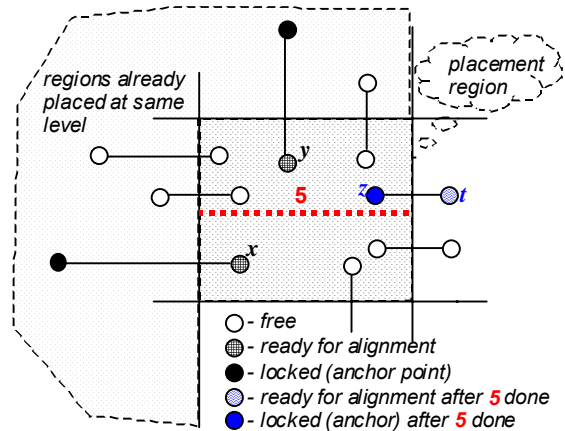 regions already
placed at same
level
placement
region
y
5
z
t
x
- free
- ready for alignment
- locked (anchor point)
- ready for alignment after 5 done
- locked (anchor) after 5 done